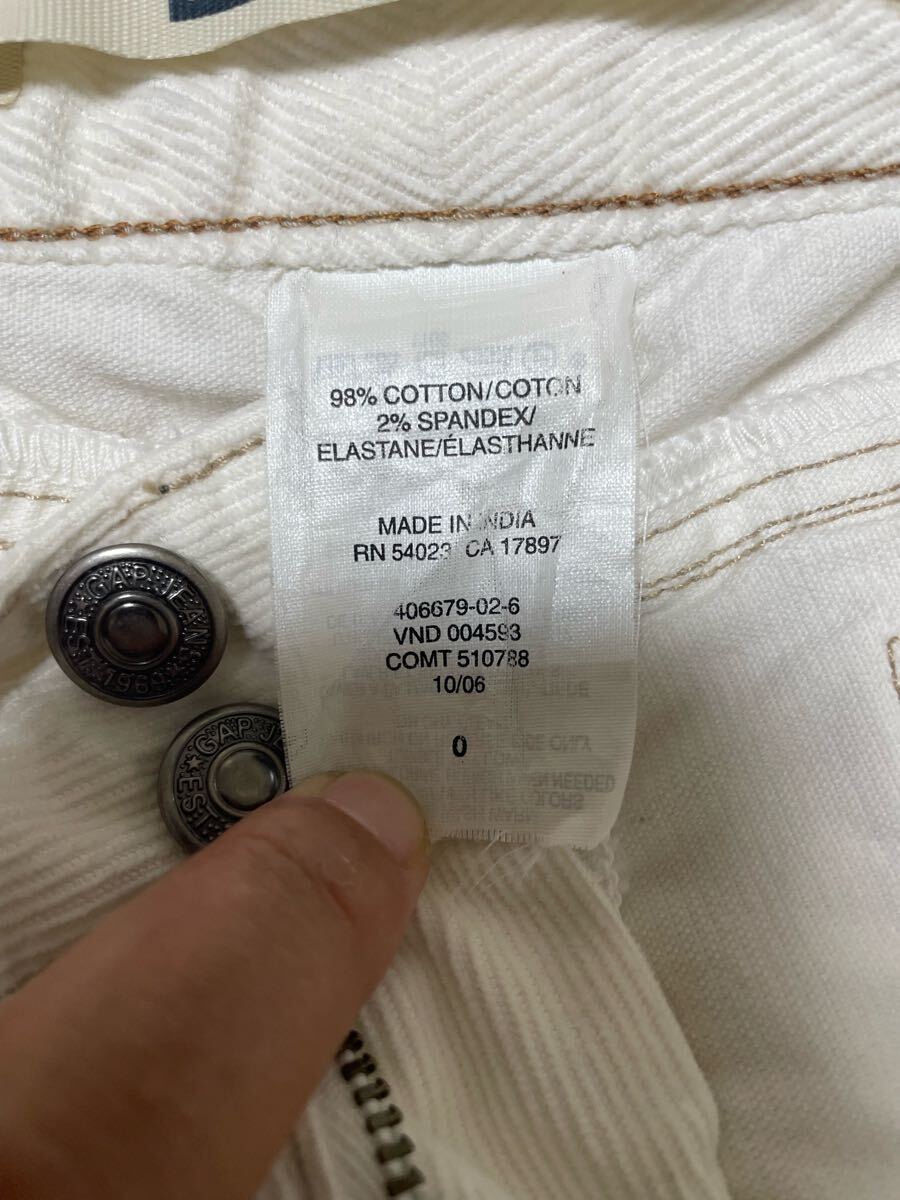 98% COTTON/COTON
2% SPANDEX/
ELASTANE/ÉLASTHANNE
MADE IN INDIA
RN 54023 CA 17897
406679-02-6
VND 004593
COMT 510788
10/06
0
GAP JEANS
EST 1969
GAP J
EST